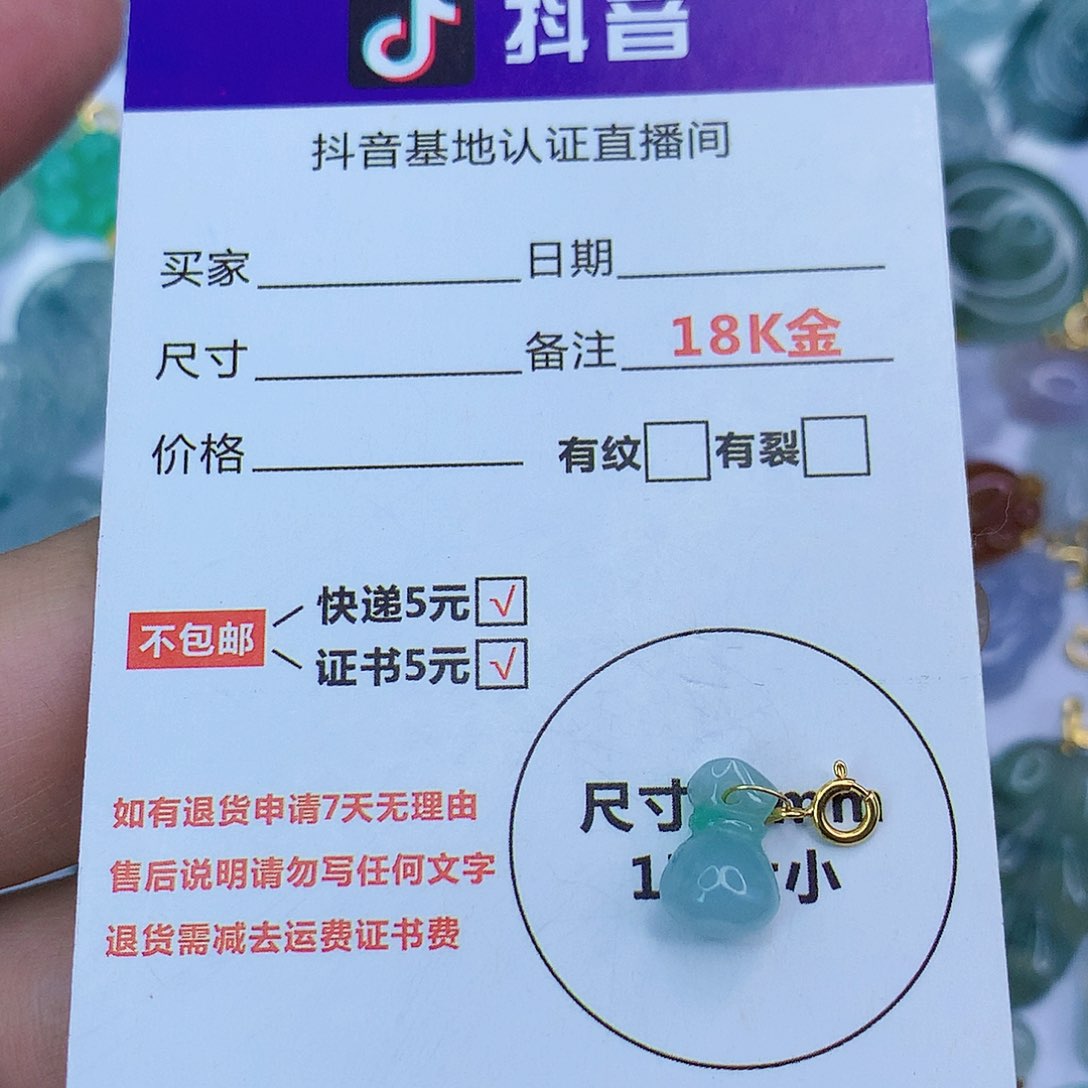 抖音
抖音基地认证直播间
买家 日期
尺寸 备注 18K金
价格 有纹 有裂
不包邮
快递5元 √
证书5元 √
如有退货申请7天无理由
售后说明请勿写任何文字
退货需减去运费证书费
尺寸
小